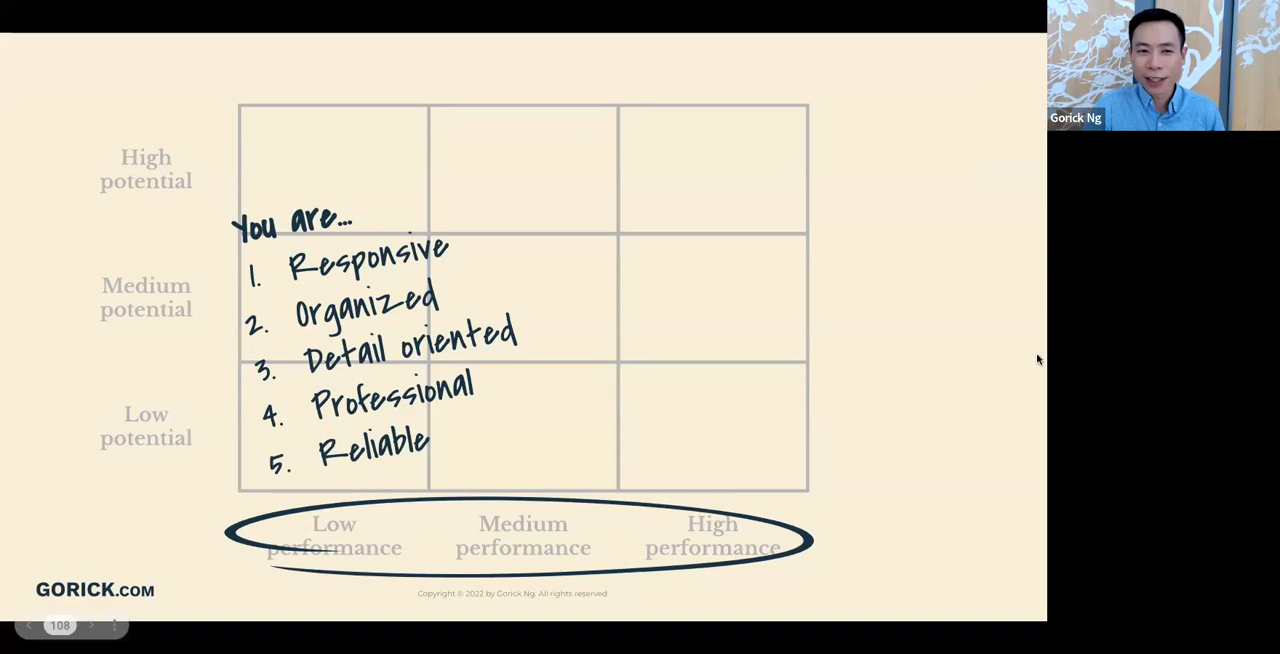 Gorick Ng
High
potential
You are...
1. Responsive
Medium
potential
2. Organized
3. Detail oriented
4. Professional
Low
potential
5. Reliable
Low
performance
Medium
performance
High
performance
GORICK.COM
Copyright © 2022 by Gorick Ng. All rights reserved
108